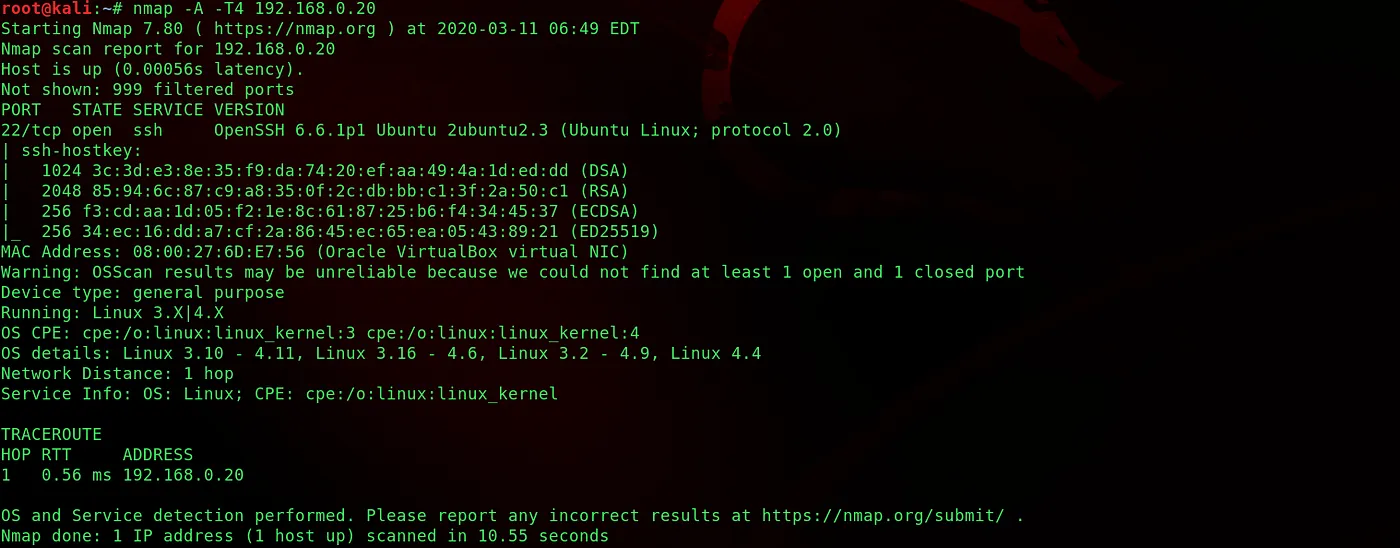 root@kali:~# nmap -A -T4 192.168.0.20
Starting Nmap 7.80 ( https://nmap.org ) at 2020-03-11 06:49 EDT
Nmap scan report for 192.168.0.20
Host is up (0.00056s latency).
Not shown: 999 filtered ports
PORT   STATE SERVICE VERSION
22/tcp open  ssh     OpenSSH 6.6.1p1 Ubuntu 2ubuntu2.3 (Ubuntu Linux; protocol 2.0)
| ssh-hostkey:
|   1024 3c:3d:e3:8e:35:f9:da:74:20:ef:aa:49:4a:1d:ed:dd (DSA)
|   2048 85:94:6c:87:c9:a8:35:0f:2c:db:bb:c1:3f:2a:50:c1 (RSA)
|   256 f3:cd:aa:1d:05:f2:1e:8c:61:87:25:b6:f4:34:45:37 (ECDSA)
|_  256 34:ec:16:dd:a7:cf:2a:86:45:ec:65:ea:05:43:89:21 (ED25519)
MAC Address: 08:00:27:6D:E7:56 (Oracle VirtualBox virtual NIC)
Warning: OSScan results may be unreliable because we could not find at least 1 open and 1 closed port
Device type: general purpose
Running: Linux 3.X|4.X
OS CPE: cpe:/o:linux:linux_kernel:3 cpe:/o:linux:linux_kernel:4
OS details: Linux 3.10 - 4.11, Linux 3.16 - 4.6, Linux 3.2 - 4.9, Linux 4.4
Network Distance: 1 hop
Service Info: OS: Linux; CPE: cpe:/o:linux:linux_kernel

TRACEROUTE
HOP RTT     ADDRESS
1   0.56 ms 192.168.0.20

OS and Service detection performed. Please report any incorrect results at https://nmap.org/submit/ .
Nmap done: 1 IP address (1 host up) scanned in 10.55 seconds